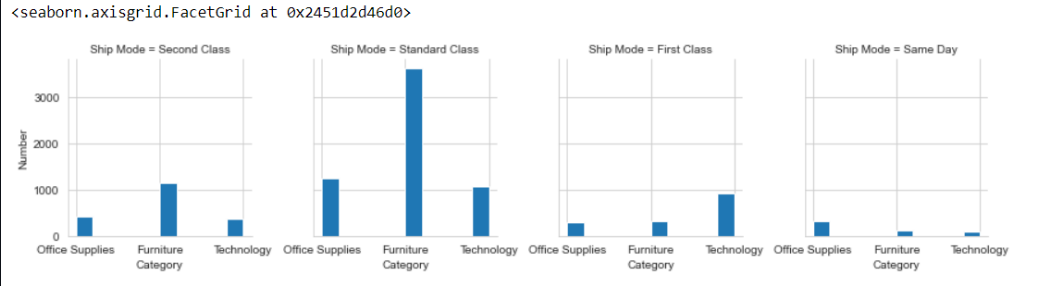 <seaborn.axisgrid.FacetGrid at 0x2451d2d46d0>
Ship Mode = Second Class
Ship Mode = Standard Class
Ship Mode = First Class
Ship Mode = Same Day
Number
3000
2000
1000
0
Office Supplies Furniture Technology
Category
Office Supplies Furniture Technology
Category
Office Supplies Furniture Technology
Category
Office Supplies Furniture Technology
Category